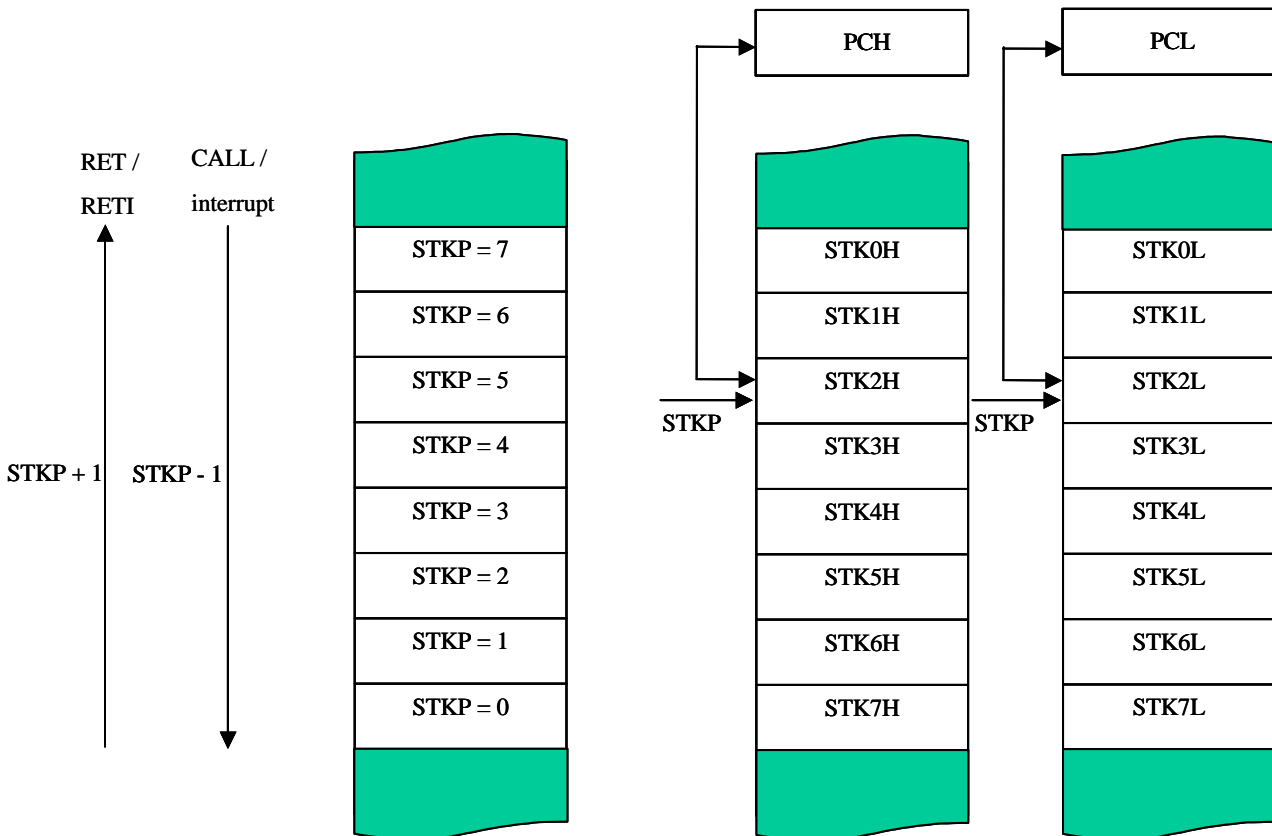 PCH
PCL
RET /
RETI
CALL /
interrupt
STKP + 1
STKP - 1
STKP = 7
STKP = 6
STKP = 5
STKP = 4
STKP = 3
STKP = 2
STKP = 1
STKP = 0
STKP
STK0H
STK1H
STK2H
STK3H
STK4H
STK5H
STK6H
STK7H
STKP
STK0L
STK1L
STK2L
STK3L
STK4L
STK5L
STK6L
STK7L